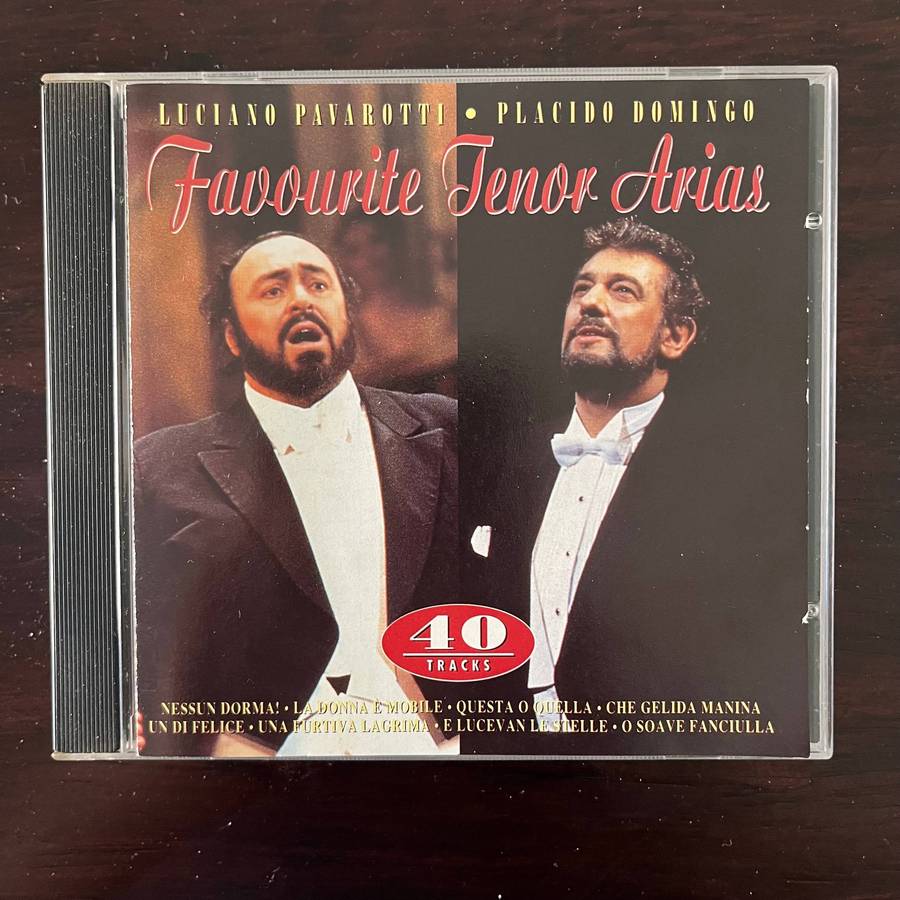 LUCIANO PAVAROTTI • PLACIDO DOMINGO
Favourite Tenor Arias
40
TRACKS
NESSUN DORMA! • LA DONNA È MOBILE • QUESTA O QUELLA • CHE GELIDA MANINA
UN DI FELICE • UNA FURTIVA LAGRIMA • E LUCEVAN LE STELLE • O SOAVE FANCIULLA